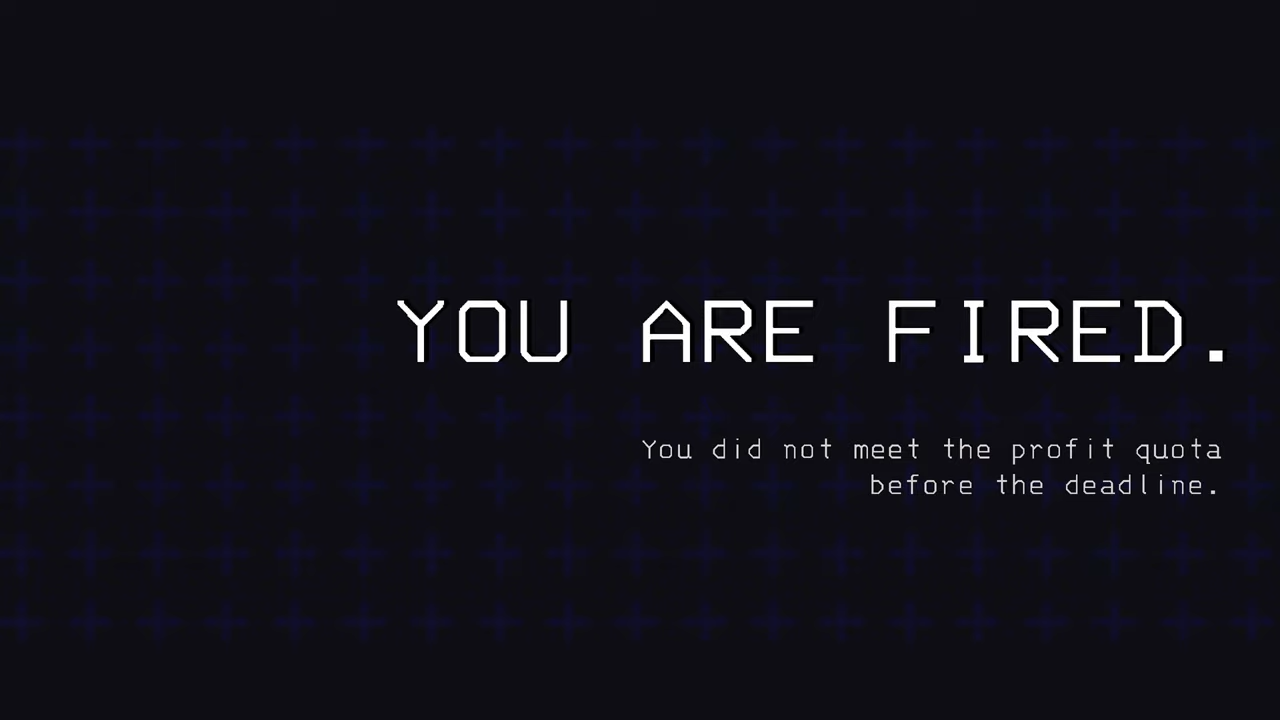 YOU ARE FIRED.
You did not meet the profit quota
before the deadline.